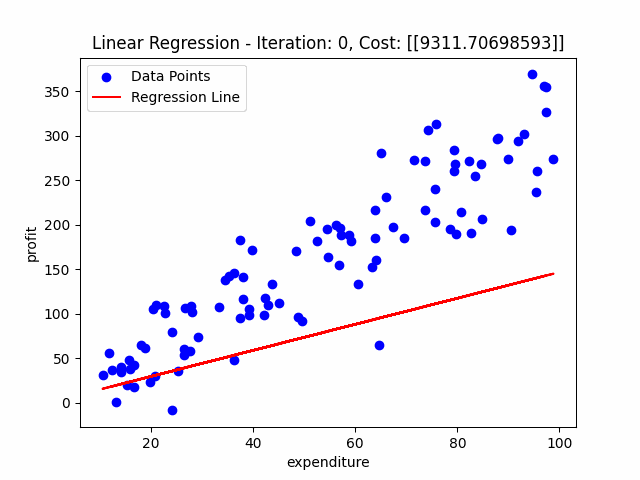 Linear Regression - Iteration: 0, Cost: [[9311.70698593]]
Data Points
Regression Line
350
300
250
200
150
100
50
0
profit
20 40 60 80 100
expenditure